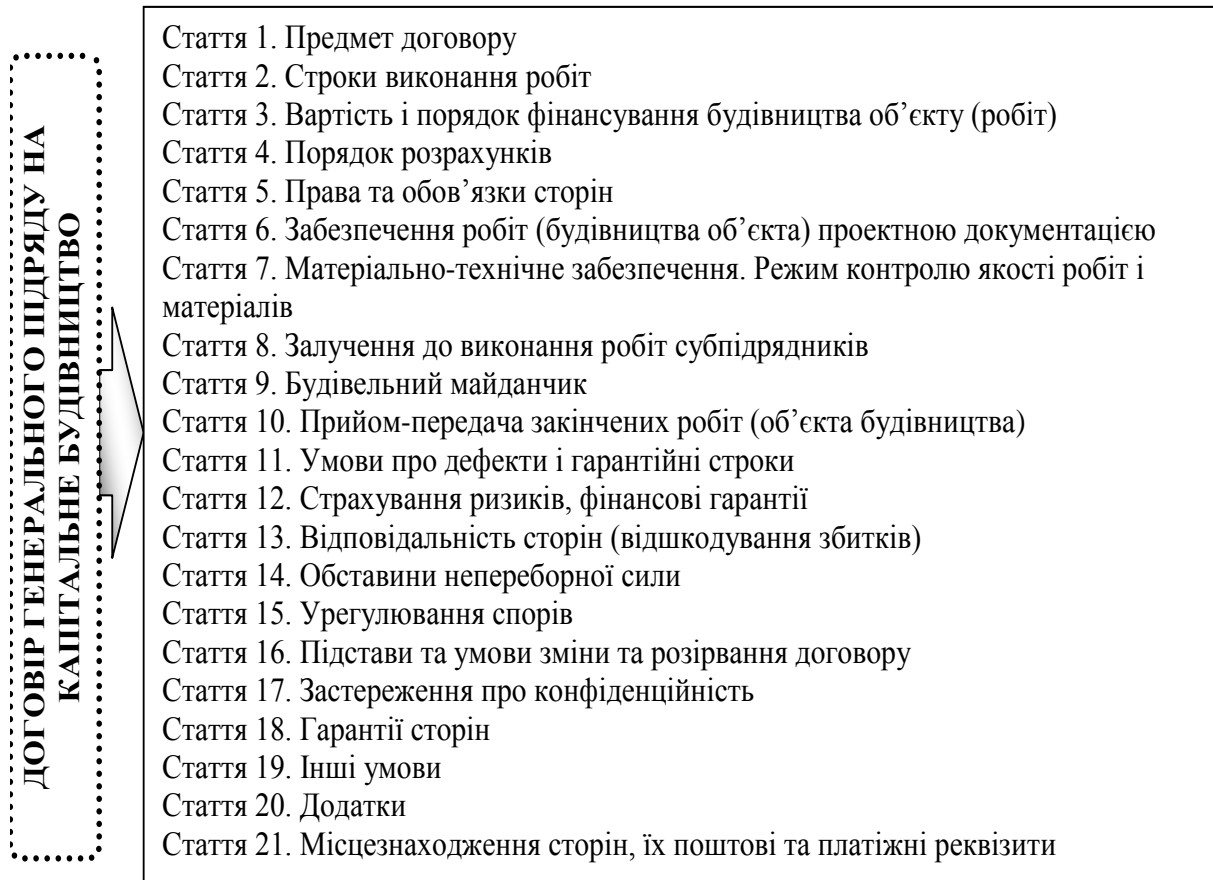 ДОГОВІР ГЕНЕРАЛЬНОГО ПІДРЯДУ НА
КАПІТАЛЬНЕ БУДІВНИЦТВО
Стаття 1. Предмет договору
Стаття 2. Строки виконання робіт
Стаття 3. Вартість і порядок фінансування будівництва об’єкту (робіт)
Стаття 4. Порядок розрахунків
Стаття 5. Права та обов’язки сторін
Стаття 6. Забезпечення робіт (будівництва об’єкта) проектною документацією
Стаття 7. Матеріально-технічне забезпечення. Режим контролю якості робіт і
матеріалів
Стаття 8. Залучення до виконання робіт субпідрядників
Стаття 9. Будівельний майданчик
Стаття 10. Прийом-передача закінчених робіт (об’єкта будівництва)
Стаття 11. Умови про дефекти і гарантійні строки
Стаття 12. Страхування ризиків, фінансові гарантії
Стаття 13. Відповідальність сторін (відшкодування збитків)
Стаття 14. Обставини непереборної сили
Стаття 15. Урегулювання спорів
Стаття 16. Підстави та умови зміни та розірвання договору
Стаття 17. Застереження про конфіденційність
Стаття 18. Гарантії сторін
Стаття 19. Інші умови
Стаття 20. Додатки
Стаття 21. Місцезнаходження сторін, їх поштові та платіжні реквізити